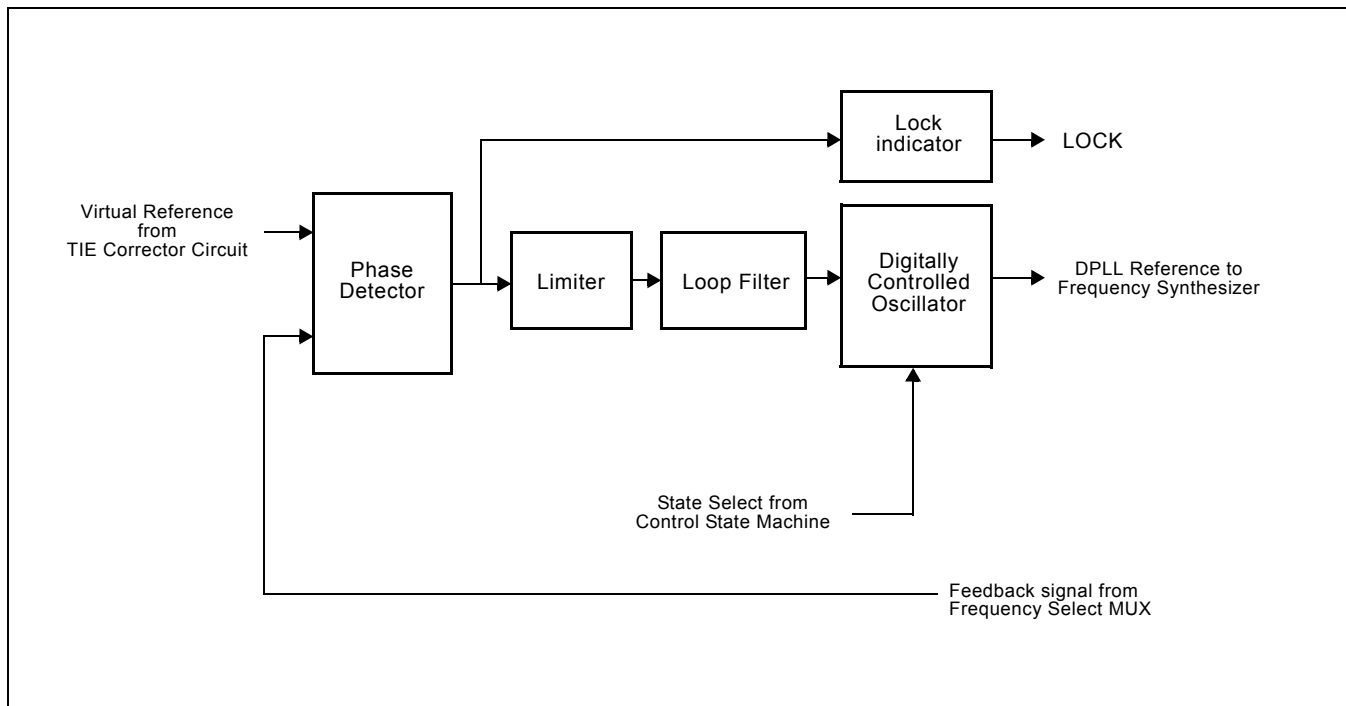 Lock
indicator
LOCK
Virtual Reference
from
TIE Corrector Circuit
Phase
Detector
Limiter
Loop Filter
Digitally
Controlled
Oscillator
DPLL Reference to
Frequency Synthesizer
State Select from
Control State Machine
Feedback signal from
Frequency Select MUX